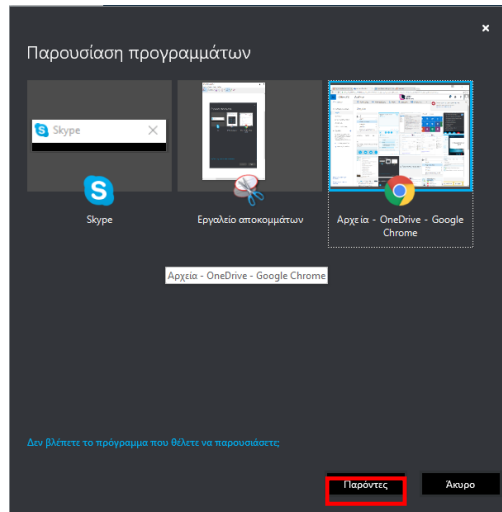 ×
Παρουσίαση προγραμμάτων
Skype ×
Skype
Εργαλείο αποκομμάτων
Αρχεία - OneDrive - Google
Chrome
Αρχεία - OneDrive - Google Chrome
Δεν βλέπετε το πρόγραμμα που θέλετε να παρουσιάσετε;
Παρόντες Άκυρο